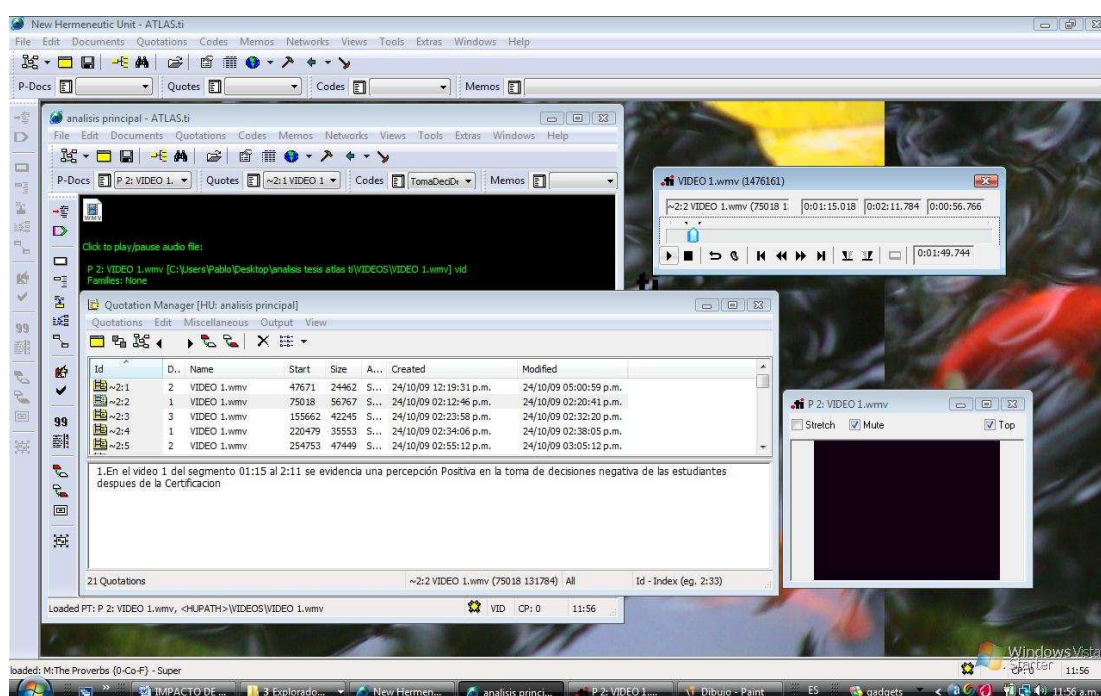 New Hermeneutic Unit - ATLAS.ti
File Edit Documents Quotations Codes Memos Networks Views Tools Extras Windows Help
P-Docs Quotes Codes Memos
analisis principal - ATLAS.ti
File Edit Documents Quotations Codes Memos Networks Views Tools Extras Windows Help
P-Docs P 2: VIDEO 1. Quotes ~2:1 VIDEO 1 Codes TomaDeciDe Memos
WMV
Click to play/pause audio file:
P 2: VIDEO 1.wmv [C:\Users\Pablo\Desktop\analisis tesis atlas ti\VIDEOS\VIDEO 1.wmv] vid
Families: None
VIDEO 1.wmv (1476161)
~2:2 VIDEO 1.wmv (75018 1 0:01:15.018 0:02:11.784 0:00:56.766
0:01:49.744
ti
Quotation Manager [HU: analisis principal]
Quotations Edit Miscellaneous Output View
Id D.. Name Start Size A... Created Modified
~2:1 2 VIDEO 1.wmv 47671 24462 S... 24/10/09 12:19:31 p.m. 24/10/09 05:00:59 p.m.
~2:2 1 VIDEO 1.wmv 75018 56767 S... 24/10/09 02:12:46 p.m. 24/10/09 02:20:41 p.m.
~2:3 3 VIDEO 1.wmv 155662 42245 S... 24/10/09 02:23:58 p.m. 24/10/09 02:32:20 p.m.
~2:4 1 VIDEO 1.wmv 220479 35553 S... 24/10/09 02:34:06 p.m. 24/10/09 02:38:05 p.m.
~2:5 2 VIDEO 1.wmv 254753 47449 S... 24/10/09 02:55:12 p.m. 24/10/09 03:05:12 p.m.
1.En el video 1 del segmento 01:15 al 2:11 se evidencia una percepción Positiva en la toma de decisiones negativa de las estudiantes
despues de la Certificacion
21 Quotations ~2:2 VIDEO 1.wmv (75018 131784) All Id - Index (eg. 2:33)
P 2: VIDEO 1.wmv
Stretch Mute Top
99
99
Loaded PT: P 2: VIDEO 1.wmv, <HUPATH>\VIDEOS\VIDEO 1.wmv VID CP: 0 11:56
Windows Vista
Starter
loaded: M:The Proverbs {0-Co-F} - Super CP: 0 11:56
IMPACTO DE ... 3 Explorado... New Hermen... analisis princi... P 2: VIDEO 1.... Dibujo - Paint ES gadgets 11:56 a.m.